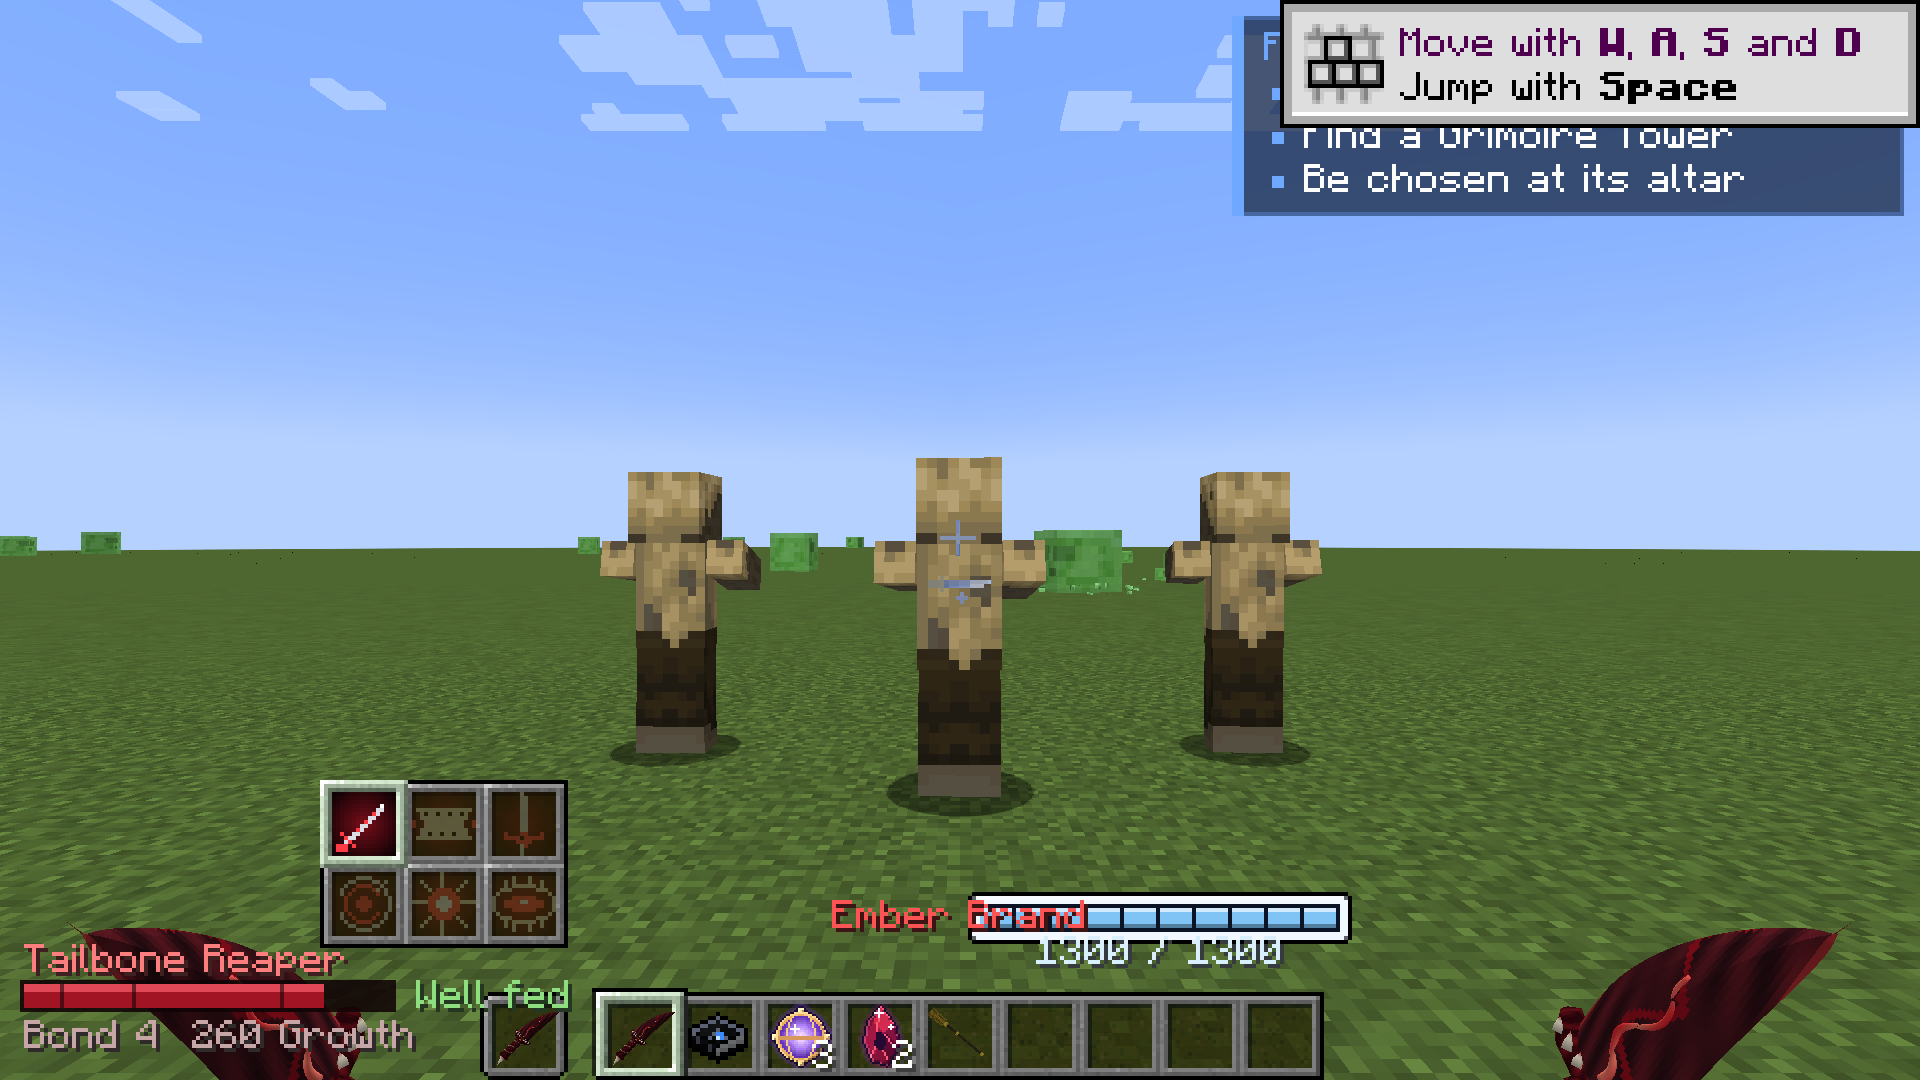 Move with W, A, S and D
Jump with Space
Find a Grimoire Tower
Be chosen at its altar
Ember Brand
1300 / 1300
Tailbone Reaper
Well fed
Bond 4 260 Growth
3
2